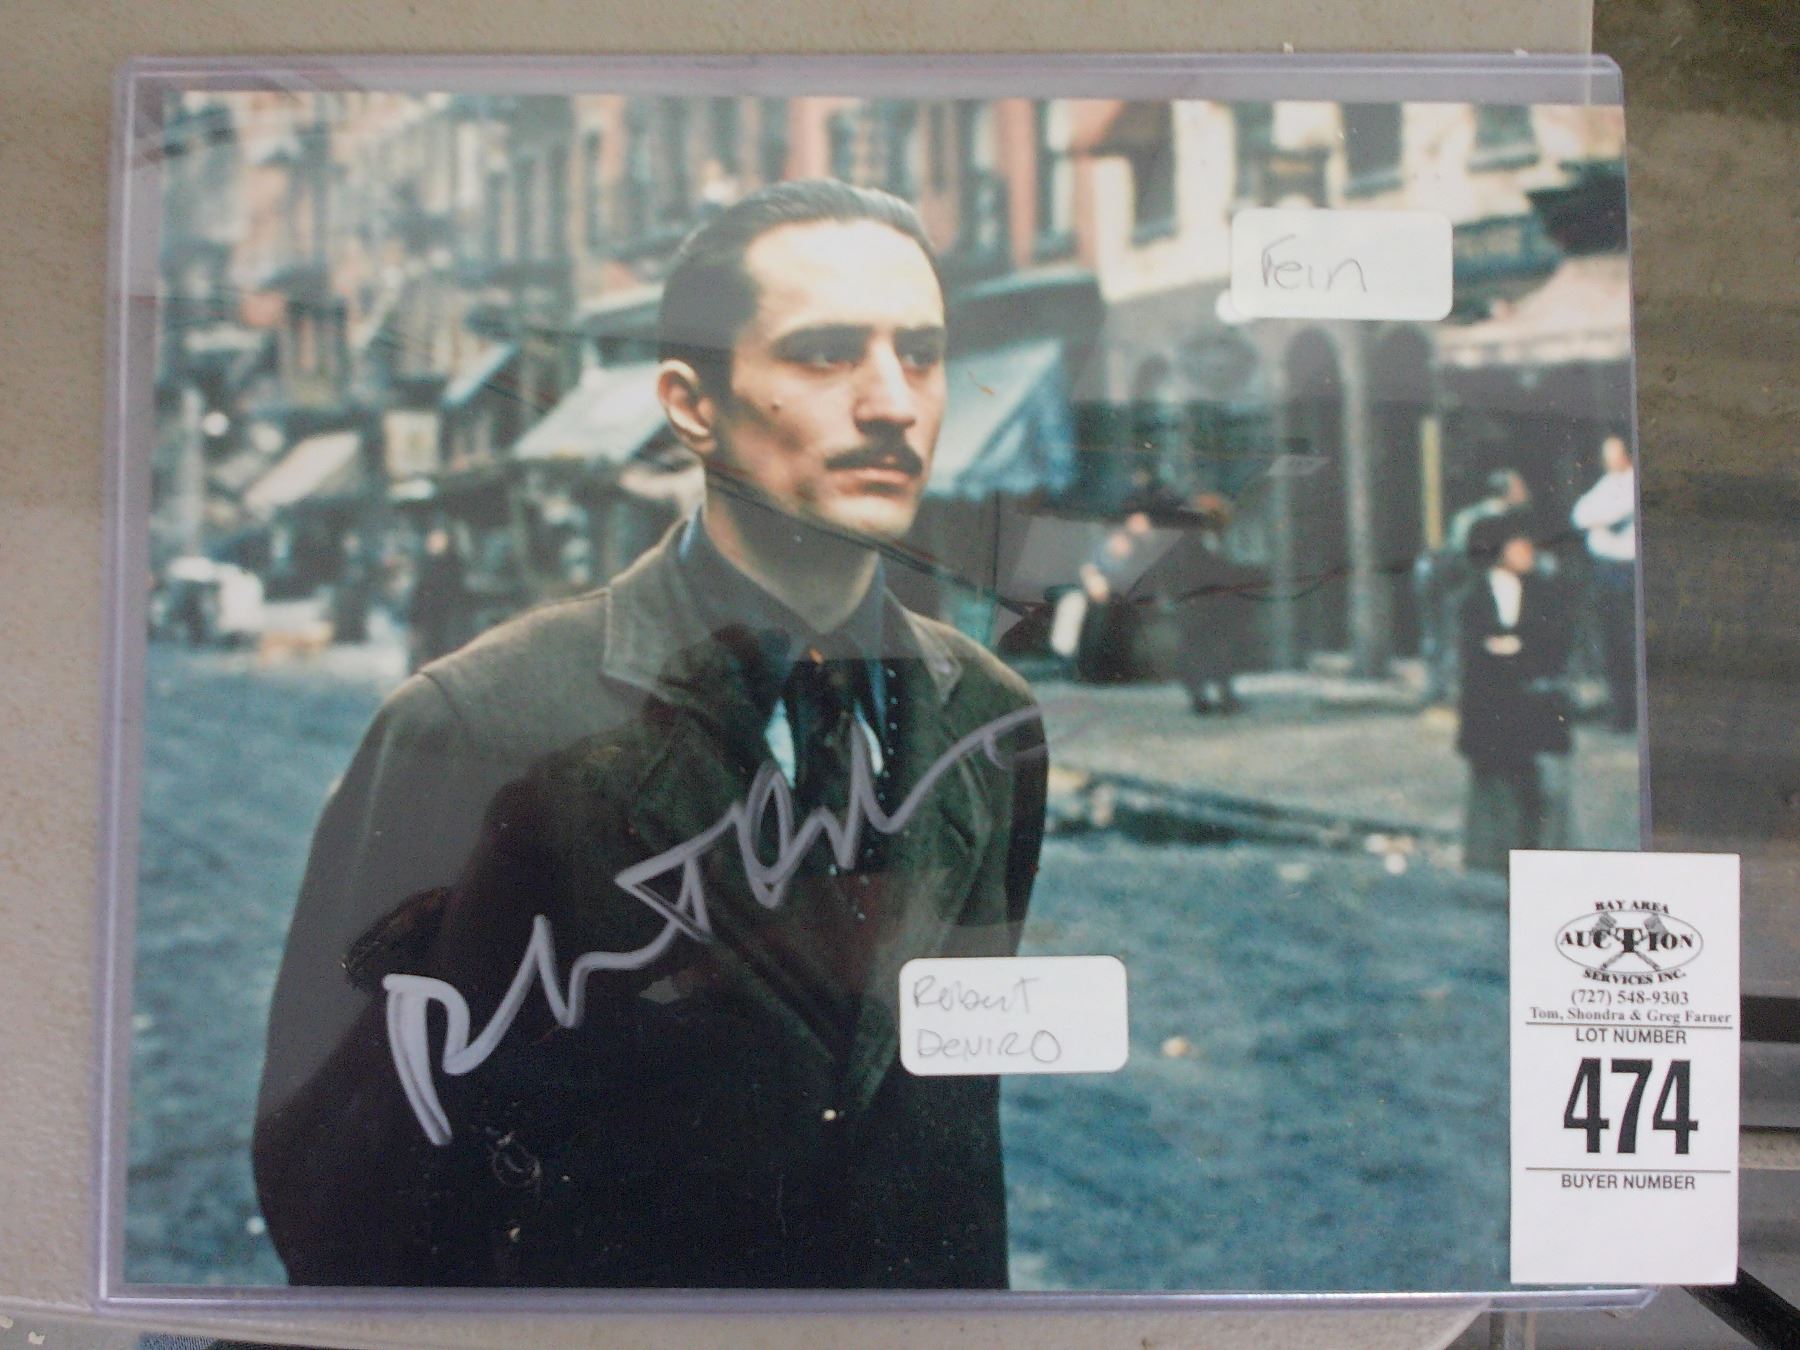 Fein
Robert
DeNIRO
BAY AREA
AUCTION
SERVICES INC.
(727) 548-9303
Tom, Shondra & Greg Farner
LOT NUMBER
474
BUYER NUMBER